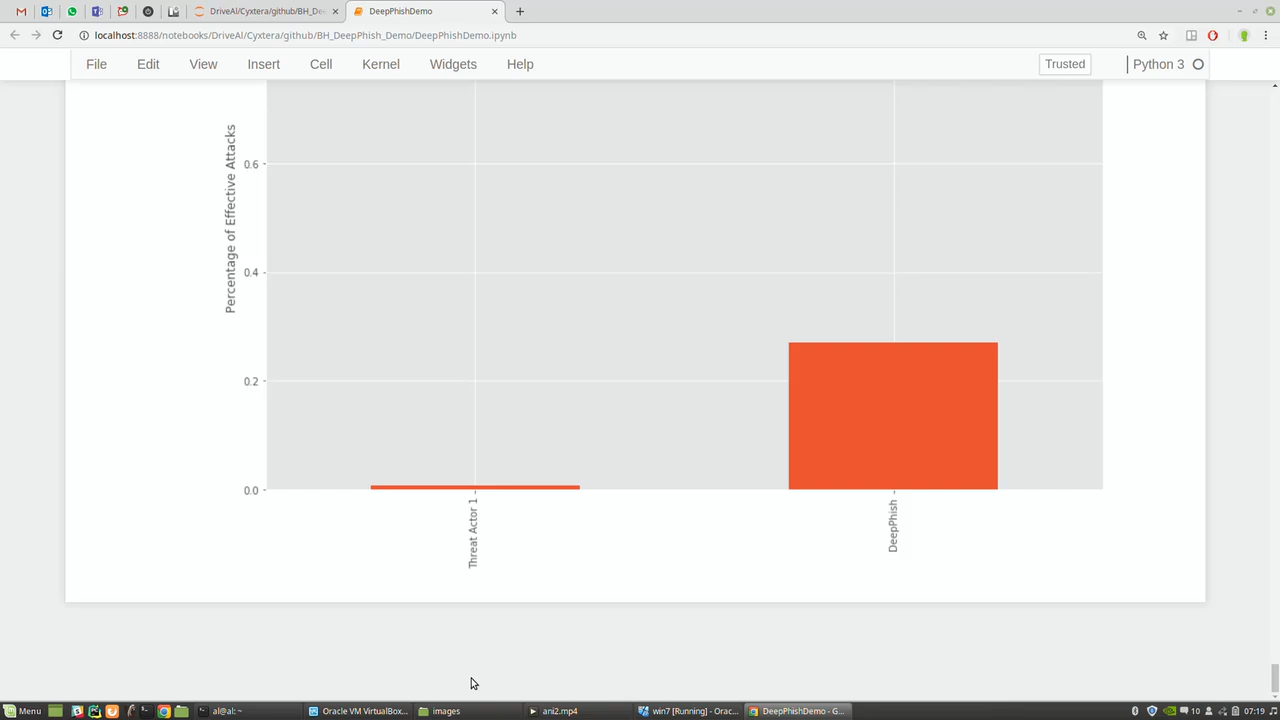 DriveAI/Cyxtera/github/BH_De
DeepPhishDemo
localhost:8888/notebooks/DriveAI/Cyxtera/github/BH_DeepPhish_Demo/DeepPhishDemo.ipynb
File Edit View Insert Cell Kernel Widgets Help Trusted Python 3
Percentage of Effective Attacks
0.6
0.4
0.2
0.0
Threat Actor 1
DeepPhish
Menu
al@al: ~
Oracle VM VirtualBox...
images
ani2.mp4
win7 [Running] - Orac...
DeepPhishDemo - G...
10
07:19